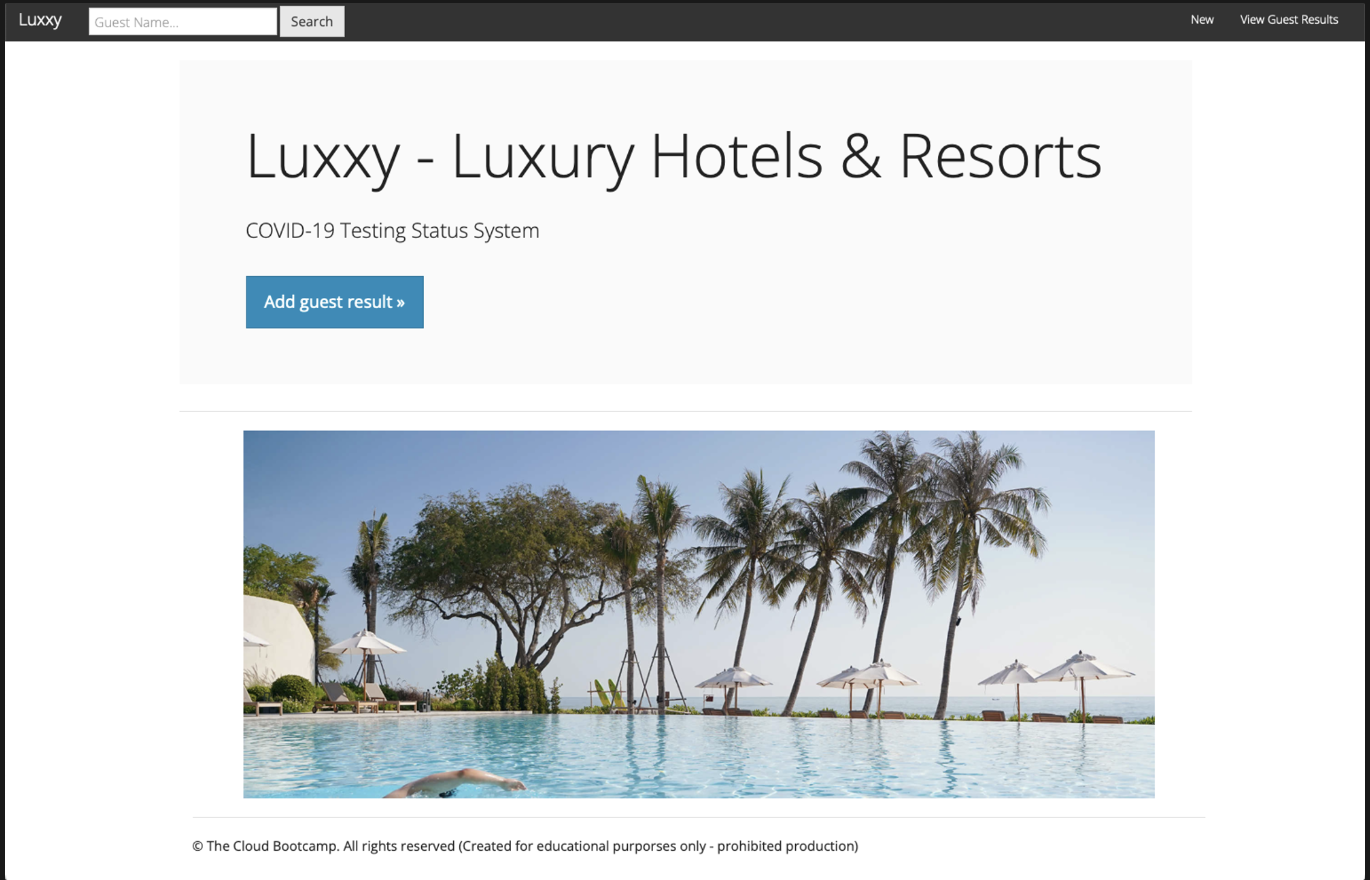 Luxxy Guest Name... Search New View Guest Results
Luxxy - Luxury Hotels & Resorts
COVID-19 Testing Status System
Add guest result »
© The Cloud Bootcamp. All rights reserved (Created for educational purporses only - prohibited production)